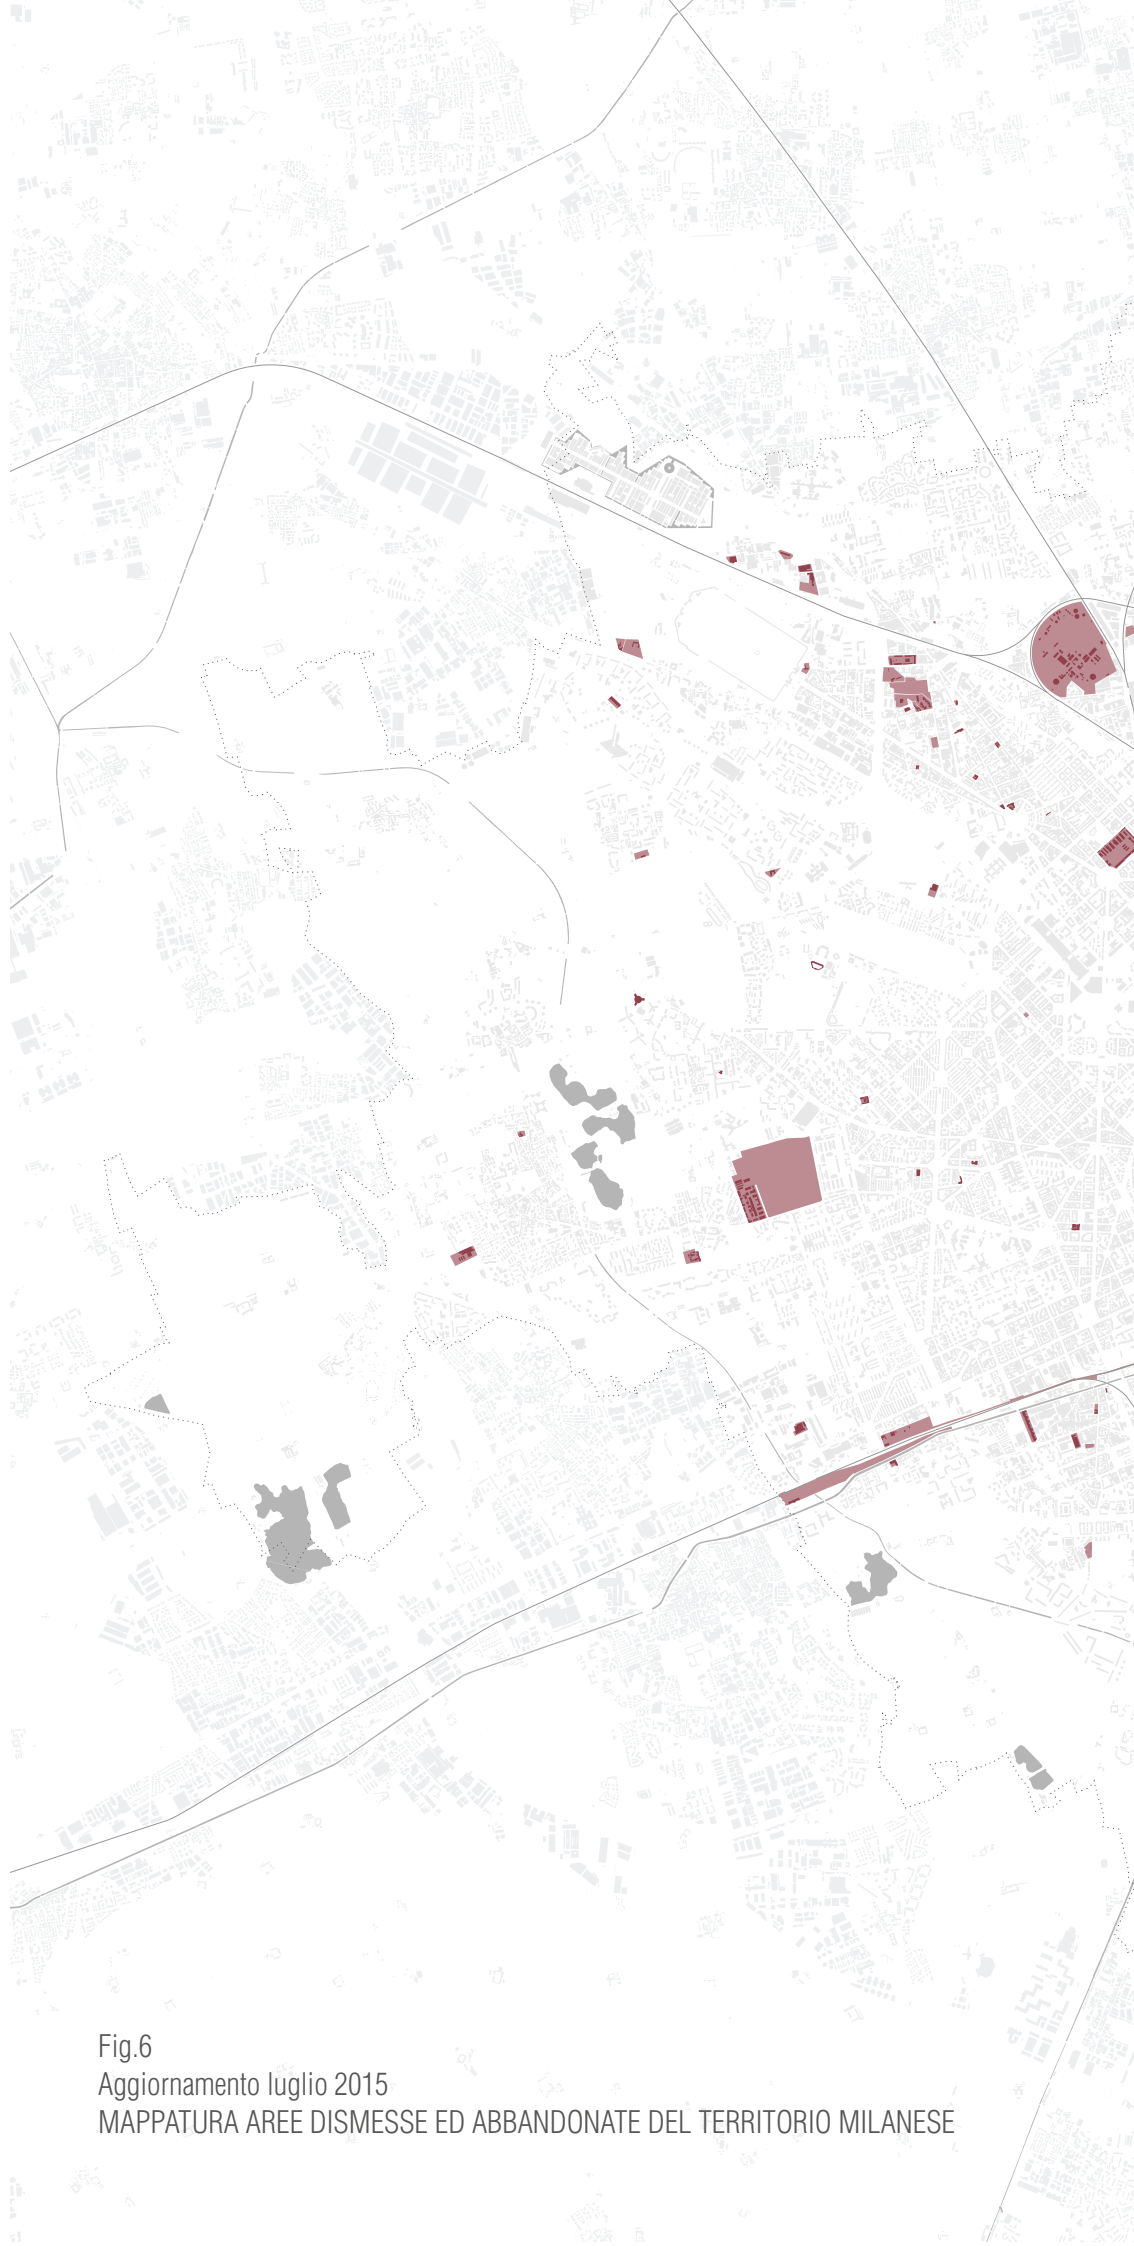 Fig.6
Aggiornamento luglio 2015
MAPPATURA AREE DISMESSE ED ABBANDONATE DEL TERRITORIO MILANESE